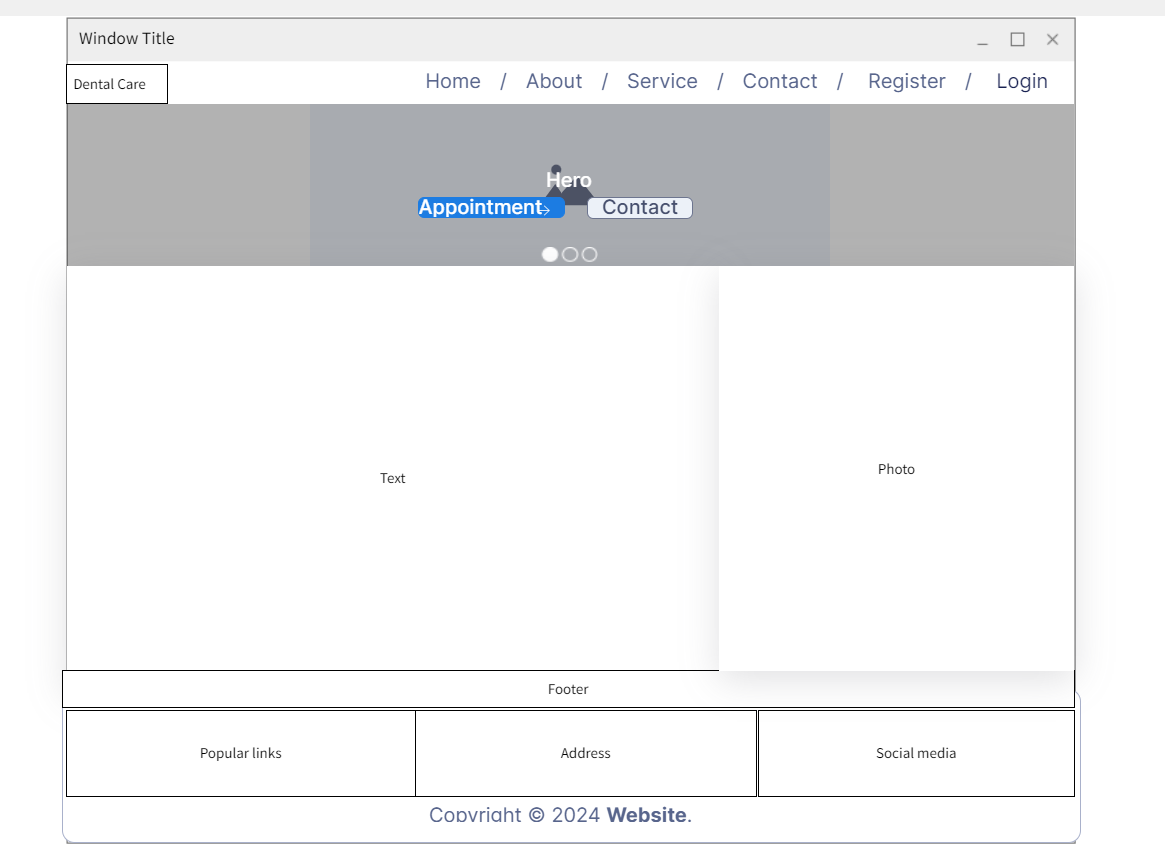 Window Title
Dental Care
Home / About / Service / Contact / Register / Login
Hero
Appointment→ Contact
Text
Photo
Footer
Popular links
Address
Social media
Copyright © 2024 Website.